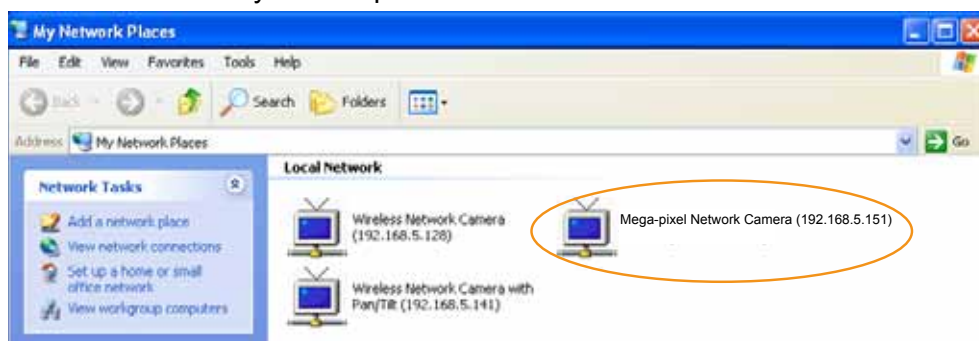 My Network Places
File Edit View Favorites Tools Help
Back Search Folders
Address My Network Places Go
Local Network
Network Tasks
Add a network place
View network connections
Set up a home or small
office network
View workgroup computers
Wireless Network Camera
(192.168.5.128)
Mega-pixel Network Camera (192.168.5.151)
Wireless Network Camera with
Pan/Tilt (192.168.5.141)